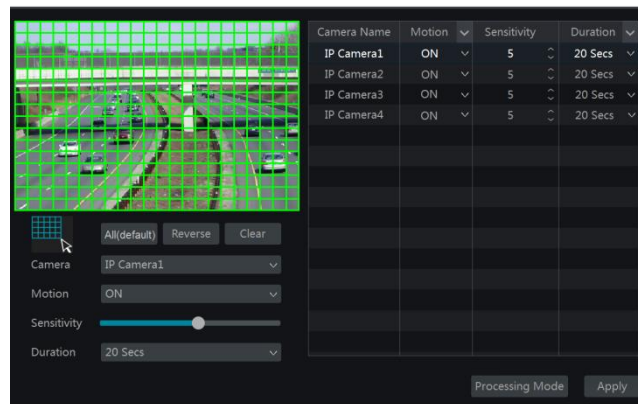 Camera Name Motion Sensitivity Duration
IP Camera1 ON 5 20 Secs
IP Camera2 ON 5 20 Secs
IP Camera3 ON 5 20 Secs
IP Camera4 ON 5 20 Secs
All(default) Reverse Clear
Camera IP Camera1
Motion ON
Sensitivity
Duration 20 Secs
Processing Mode Apply